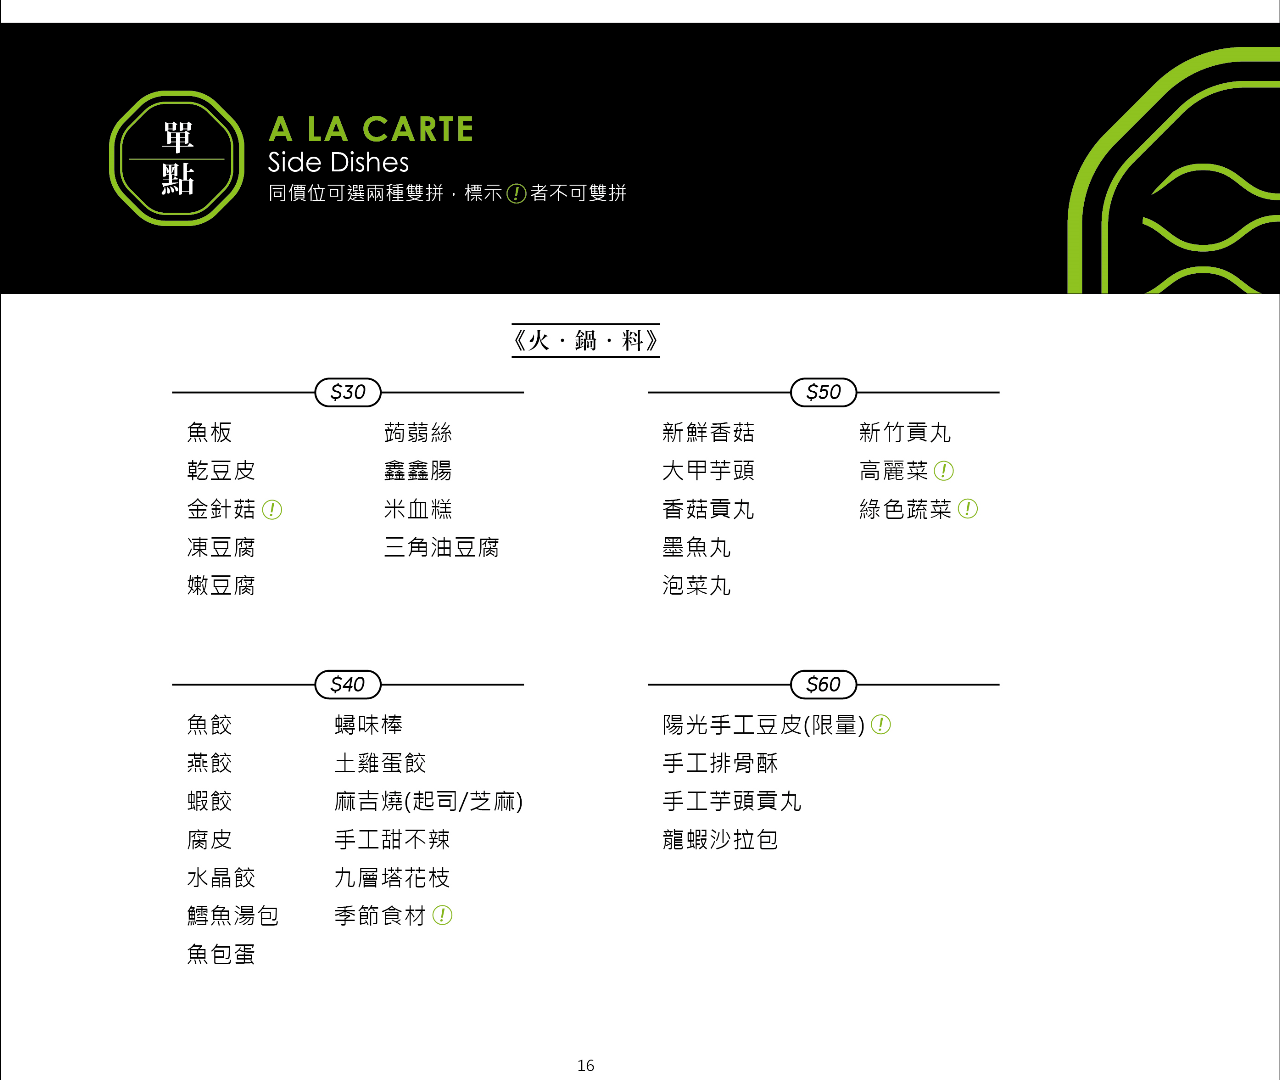 單
點
A LA CARTE
Side Dishes
同價位可選兩種雙拼，標示!者不可雙拼
《火·鍋·料》
$30
魚板
乾豆皮
金針菇!
凍豆腐
嫩豆腐
蒟蒻絲
鑫鑫腸
米血糕
三角油豆腐
$50
新鮮香菇
大甲芋頭
香菇貢丸
墨魚丸
泡菜丸
新竹貢丸
高麗菜!
綠色蔬菜!
$40
魚餃
燕餃
蝦餃
腐皮
水晶餃
鱈魚湯包
魚包蛋
蟳味棒
土雞蛋餃
麻吉燒(起司/芝麻)
手工甜不辣
九層塔花枝
季節食材!
$60
陽光手工豆皮(限量)!
手工排骨酥
手工芋頭貢丸
龍蝦沙拉包
16